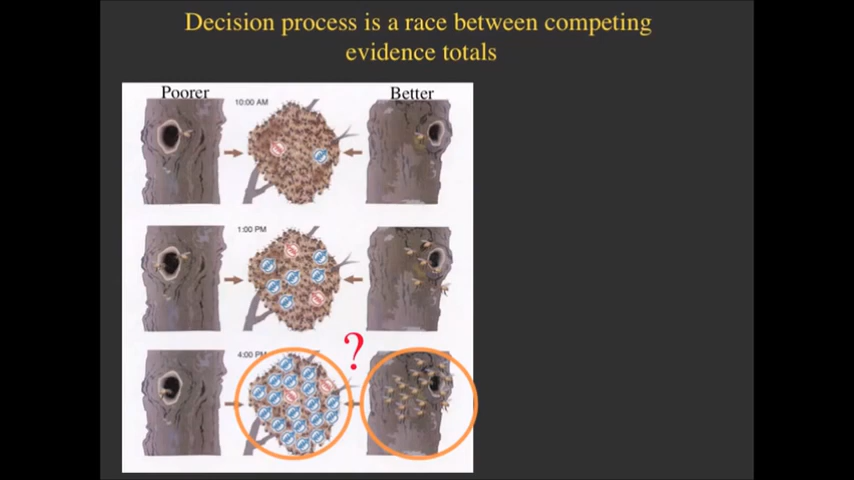 Decision process is a race between competing
evidence totals
Poorer
Better
10:00 AM
1:00 PM
?
4:00 PM